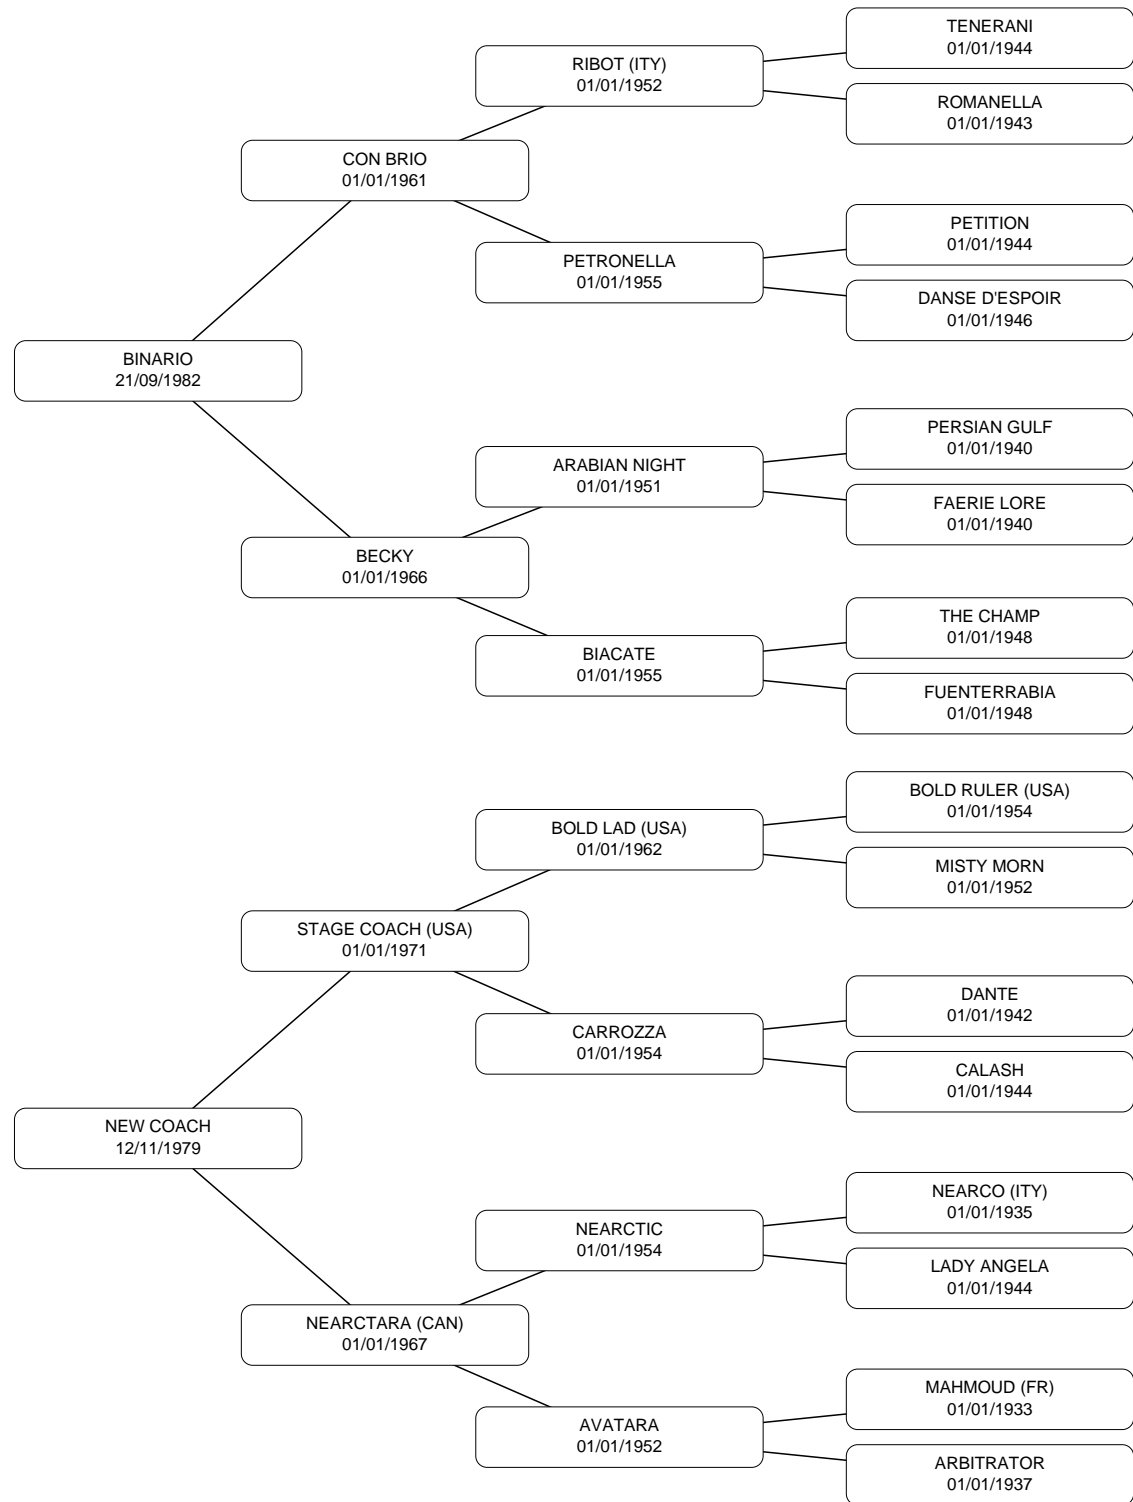 TENERANI
01/01/1944
RIBOT (ITY)
01/01/1952
ROMANELLA
01/01/1943
CON BRIO
01/01/1961
PETITION
01/01/1944
PETRONELLA
01/01/1955
DANSE D'ESPOIR
01/01/1946
BINARIO
21/09/1982
PERSIAN GULF
01/01/1940
ARABIAN NIGHT
01/01/1951
FAERIE LORE
01/01/1940
BECKY
01/01/1966
THE CHAMP
01/01/1948
BIACATE
01/01/1955
FUENTERRABIA
01/01/1948
BOLD RULER (USA)
01/01/1954
BOLD LAD (USA)
01/01/1962
MISTY MORN
01/01/1952
STAGE COACH (USA)
01/01/1971
DANTE
01/01/1942
CARROZZA
01/01/1954
CALASH
01/01/1944
NEW COACH
12/11/1979
NEARCO (ITY)
01/01/1935
NEARCTIC
01/01/1954
LADY ANGELA
01/01/1944
NEARCTARA (CAN)
01/01/1967
MAHMOUD (FR)
01/01/1933
AVATARA
01/01/1952
ARBITRATOR
01/01/1937